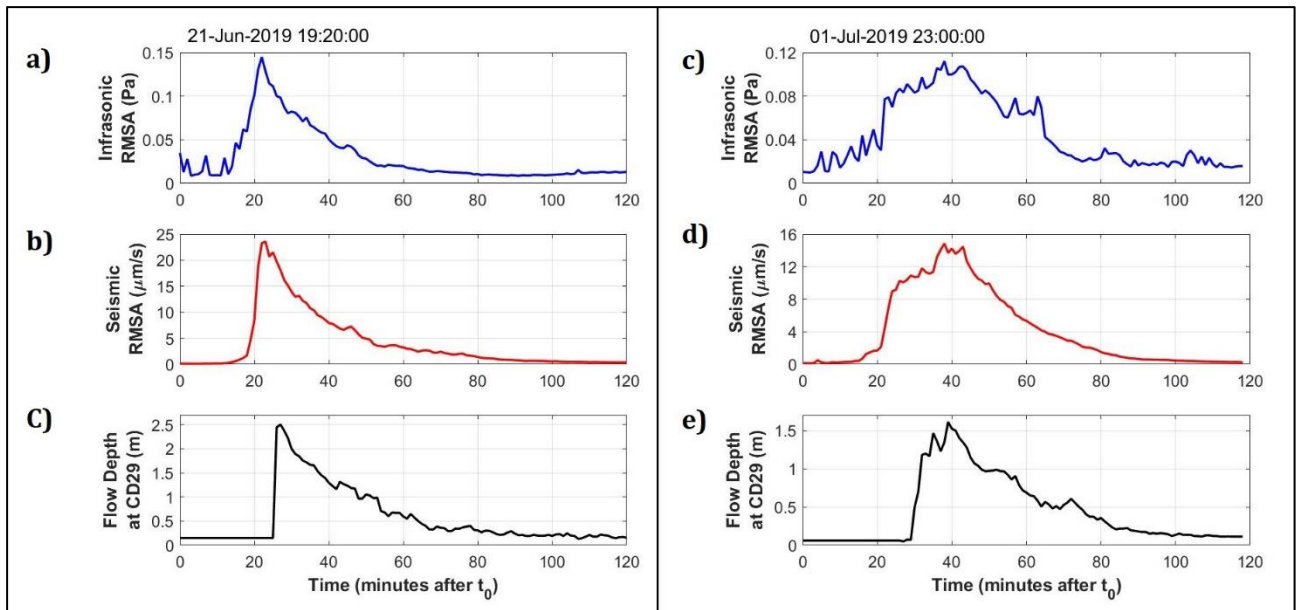 21-Jun-2019 19:20:00
a)
Infrasonic
RMSA (Pa)
0.15
0.1
0.05
0
0 20 40 60 80 100 120
b)
Seismic
RMSA (μm/s)
25
20
15
10
5
0
0 20 40 60 80 100 120
C)
Flow Depth
at CD29 (m)
2.5
2
1.5
1
0.5
0
0 20 40 60 80 100 120
Time (minutes after t0)
01-Jul-2019 23:00:00
c)
Infrasonic
RMSA (Pa)
0.12
0.08
0.04
0
0 20 40 60 80 100 120
d)
Seismic
RMSA (μm/s)
16
12
8
4
0
0 20 40 60 80 100 120
e)
Flow Depth
at CD29 (m)
1.5
1
0.5
0
0 20 40 60 80 100 120
Time (minutes after t0)